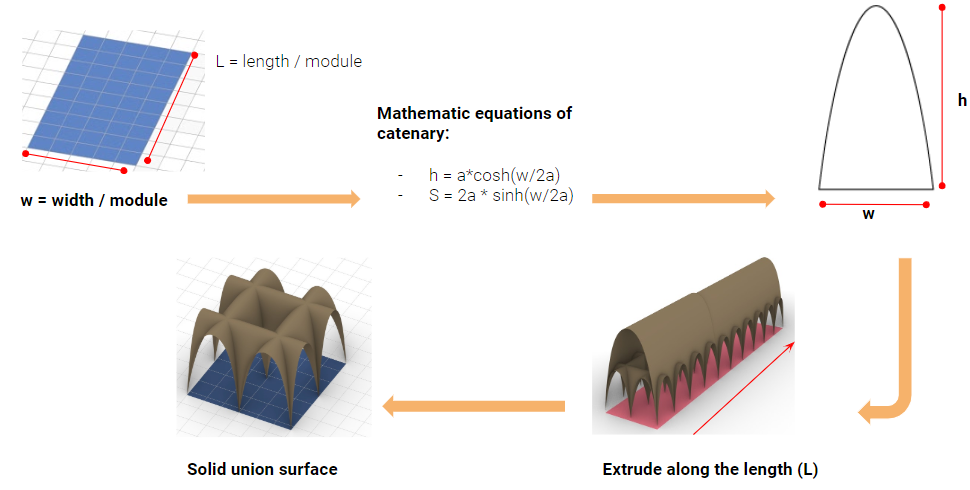 L = length / module
w = width / module
Mathematic equations of
catenary:
- h = a*cosh(w/2a)
- S = 2a * sinh(w/2a)
h
w
Solid union surface
Extrude along the length (L)